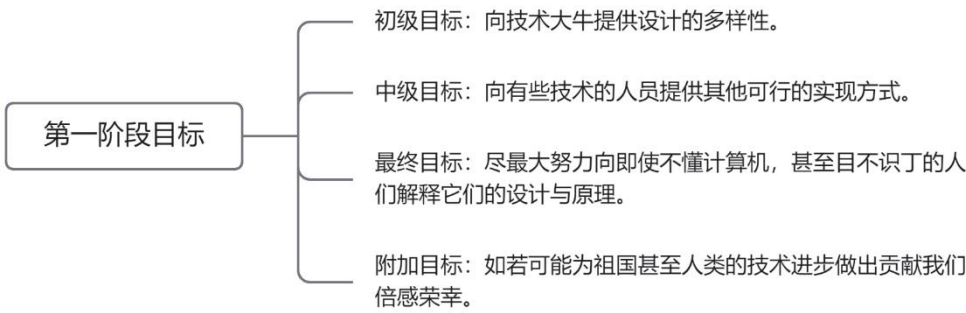 第一阶段目标
初级目标：向技术大牛提供设计的多样性。
中级目标：向有些技术的人员提供其他可行的实现方式。
最终目标：尽最大努力向即使不懂计算机，甚至目不识丁的人
们解释它们的设计与原理。
附加目标：如若可能为祖国甚至人类的技术进步做出贡献我们
倍感荣幸。